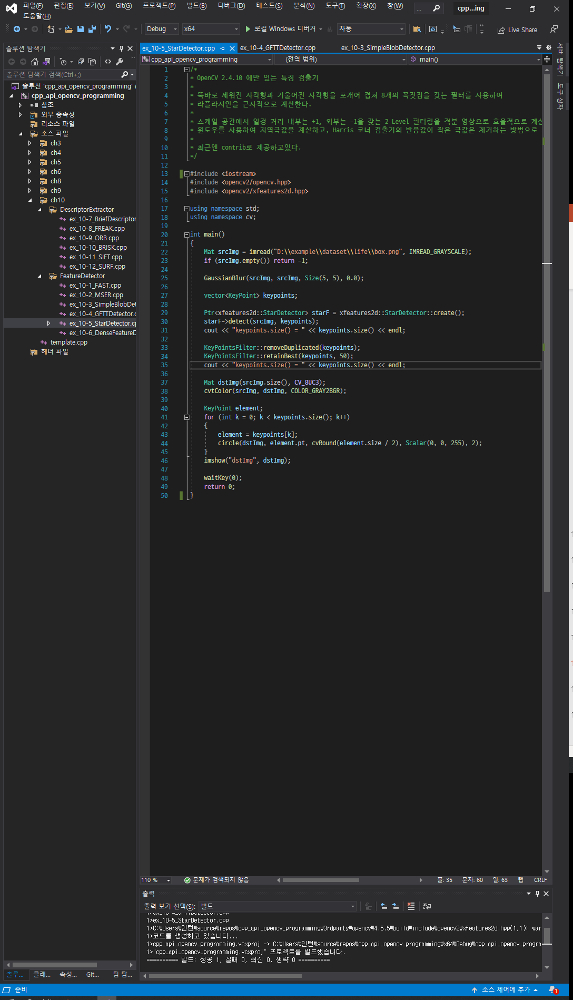 파일(F) 편집(E) 보기(V) Git(G) 프로젝트(P) 빌드(B) 디버그(D) 테스트(S) 분석(N) 도구(T) 확장(X) 창(W)
도움말(H)
... cpp...ing
Debug x64 로컬 Windows 디버거 자동 Live Share
솔루션 탐색기
솔루션 탐색기 검색(Ctrl+;)
솔루션 'cpp_api_opencv_programming' (
cpp_api_opencv_programming
참조
외부 종속성
리소스 파일
소스 파일
ch3
ch4
ch5
ch6
ch8
ch9
ch10
DescriptorExtractor
ex_10-7_BriefDescriptor
ex_10-8_FREAK.cpp
ex_10-9_ORB.cpp
ex_10-10_BRISK.cpp
ex_10-11_SIFT.cpp
ex_10-12_SURF.cpp
FeatureDetector
ex_10-1_FAST.cpp
ex_10-2_MSER.cpp
ex_10-3_SimpleBlobDet
ex_10-4_GFTTDetector.c
ex_10-5_StarDetector.cp
ex_10-6_DenseFeatureD
template.cpp
헤더 파일
솔루... 클래... 속성... Git... 팀 탐...
ex_10-5_StarDetector.cpp ex_10-4_GFTTDetector.cpp ex_10-3_SimpleBlobDetector.cpp
cpp_api_opencv_programming (전역 범위) main()
1 /*
2 * OpenCV 2.4.10 에만 있는 특징 검출기
3 *
4 * 똑바로 세워진 사각형과 기울어진 사각형을 포개어 겹쳐 8개의 꼭짓점을 갖는 필터를 사용하여
5 * 라플라시안을 근사적으로 계산한다.
6 *
7 * 스케일 공간에서 일겅 거리 내부는 +1, 외부는 -1을 갖는 2 Level 필터링을 격분 영상으로 효율격으로 계산
8 * 윈도우를 사용하여 지역극값을 계산하고, Harris 코너 검출기의 반응값이 작은 극값은 제거하는 방법으로
9 *
10 * 최근엔 contrib로 제공하고있다.
11 */
12
13 #include <iostream>
14 #include <opencv2/opencv.hpp>
15 #include <opencv2/xfeatures2d.hpp>
16
17 using namespace std;
18 using namespace cv;
19
20 int main()
21 {
22 Mat srcImg = imread("D:\\example\\dataset\\life\\box.png", IMREAD_GRAYSCALE);
23 if (srcImg.empty()) return -1;
24
25 GaussianBlur(srcImg, srcImg, Size(5, 5), 0.0);
26
27 vector<KeyPoint> keypoints;
28
29 Ptr<xfeatures2d::StarDetector> starF = xfeatures2d::StarDetector::create();
30 starF->detect(srcImg, keypoints);
31 cout << "keypoints.size() = " << keypoints.size() << endl;
32
33 KeyPointsFilter::removeDuplicated(keypoints);
34 KeyPointsFilter::retainBest(keypoints, 50);
35 cout << "keypoints.size() = " << keypoints.size() << endl;
36
37 Mat dstImg(srcImg.size(), CV_8UC3);
38 cvtColor(srcImg, dstImg, COLOR_GRAY2BGR);
39
40 KeyPoint element;
41 for (int k = 0; k < keypoints.size(); k++)
42 {
43 element = keypoints[k];
44 circle(dstImg, element.pt, cvRound(element.size / 2), Scalar(0, 0, 255), 2);
45 }
46 imshow("dstImg", dstImg);
47
48 waitKey(0);
49 return 0;
50 }
110 % 문제가 검색되지 않음 줄: 35 문자: 60 열: 63 탭 CRLF
출력
출력 보기 선택(S): 빌드
1>ex_10-4_GFTTDetector.cpp
1>ex_10-5_StarDetector.cpp
1>C:\Users\인턴\source\repos\cpp_api_opencv_programming\3rdparty\opencv\4.5.5\build\include\opencv2\xfeatures2d.hpp(1,1): war
1>코드를 생성하고 있습니다...
1>cpp_api_opencv_programming.vcxproj -> C:\Users\인턴\source\repos\cpp_api_opencv_programming\x64\Debug\cpp_api_opencv_progra
1>"cpp_api_opencv_programming.vcxproj" 프로젝트를 빌드했습니다.
========== 빌드: 성공 1, 실패 0, 최신 0, 생략 0 ==========
서버 탐색기
도구 상자
준비 소스 제어에 추가 1